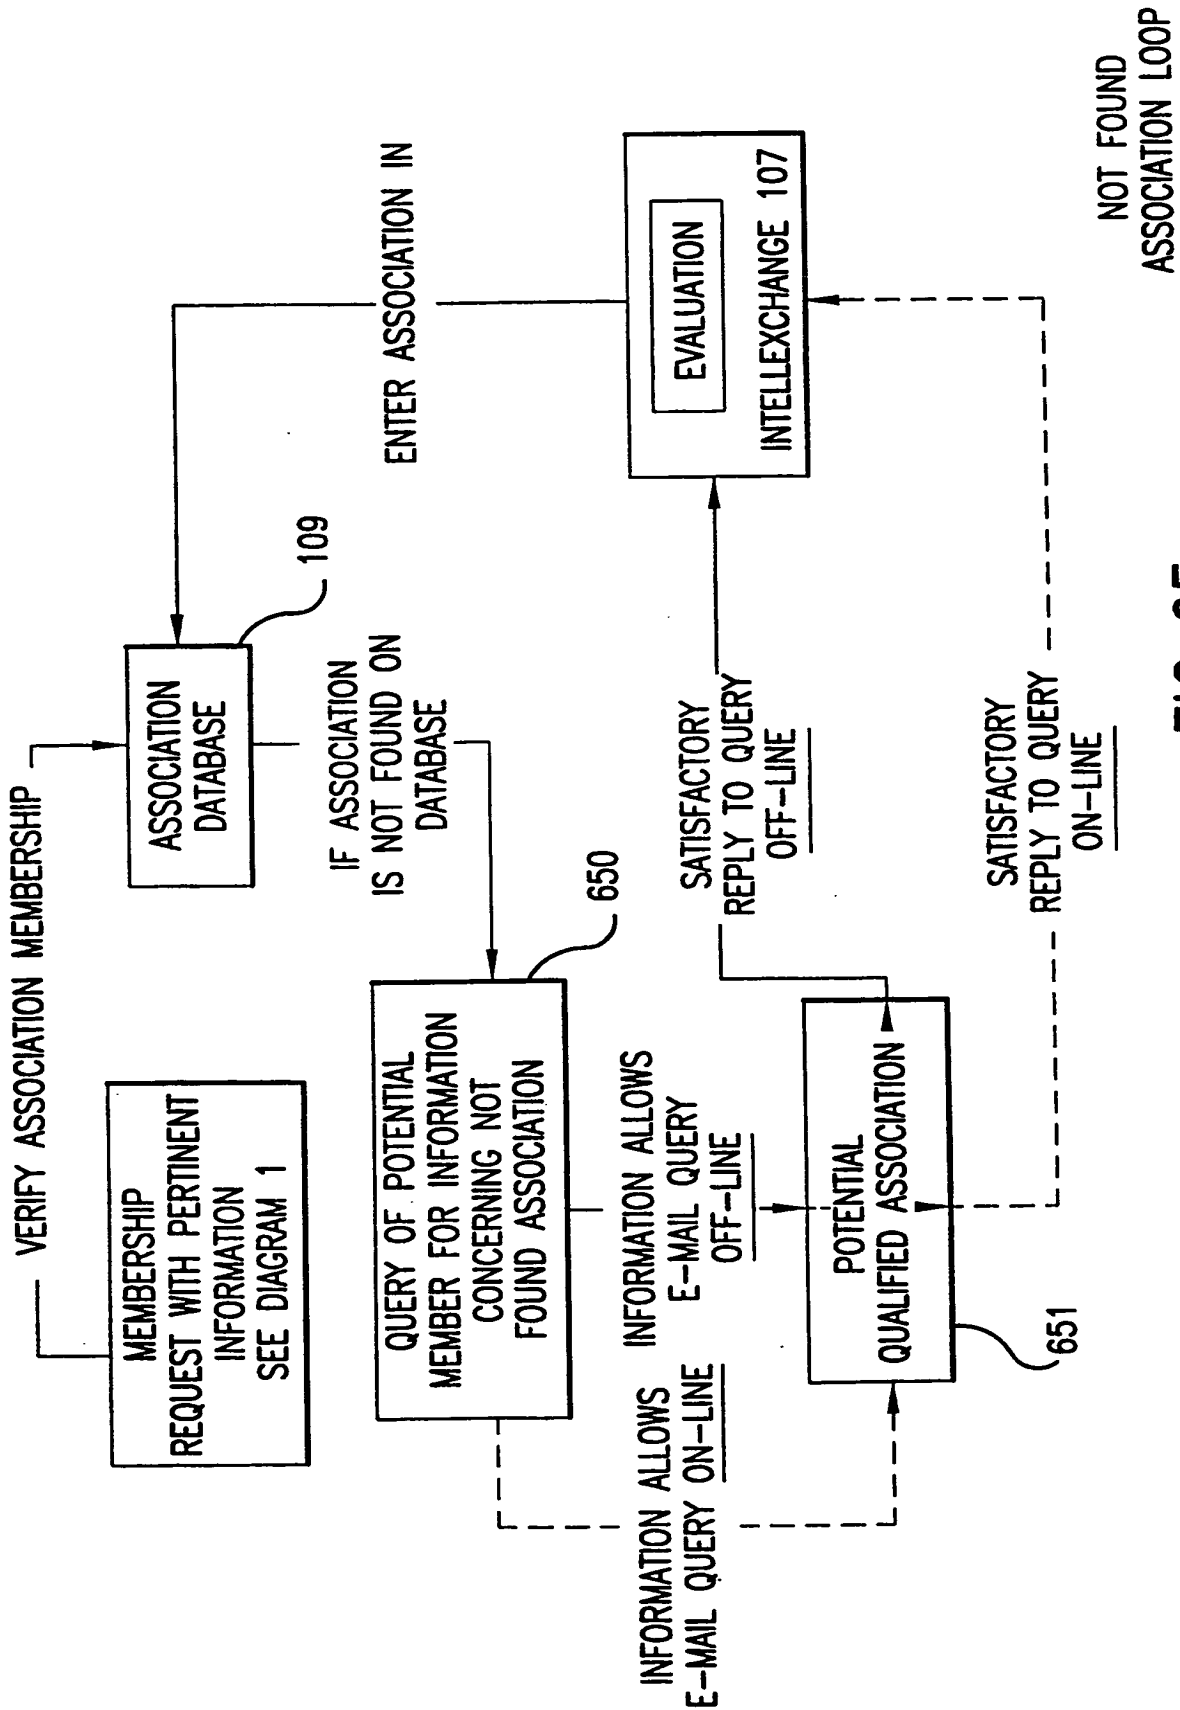 VERIFY ASSOCIATION MEMBERSHIP
MEMBERSHIP
REQUEST WITH PERTINENT
INFORMATION
SEE DIAGRAM 1
ASSOCIATION
DATABASE
109
ENTER ASSOCIATION IN
IF ASSOCIATION
IS NOT FOUND ON
DATABASE
QUERY OF POTENTIAL
MEMBER FOR INFORMATION
CONCERNING NOT
FOUND ASSOCIATION
650
INFORMATION ALLOWS
E-MAIL QUERY ON-LINE
INFORMATION ALLOWS
E-MAIL QUERY
OFF-LINE
SATISFACTORY
REPLY TO QUERY
OFF-LINE
EVALUATION
INTELLEXCHANGE 107
POTENTIAL
QUALIFIED ASSOCIATION
651
SATISFACTORY
REPLY TO QUERY
ON-LINE
NOT FOUND
ASSOCIATION LOOP